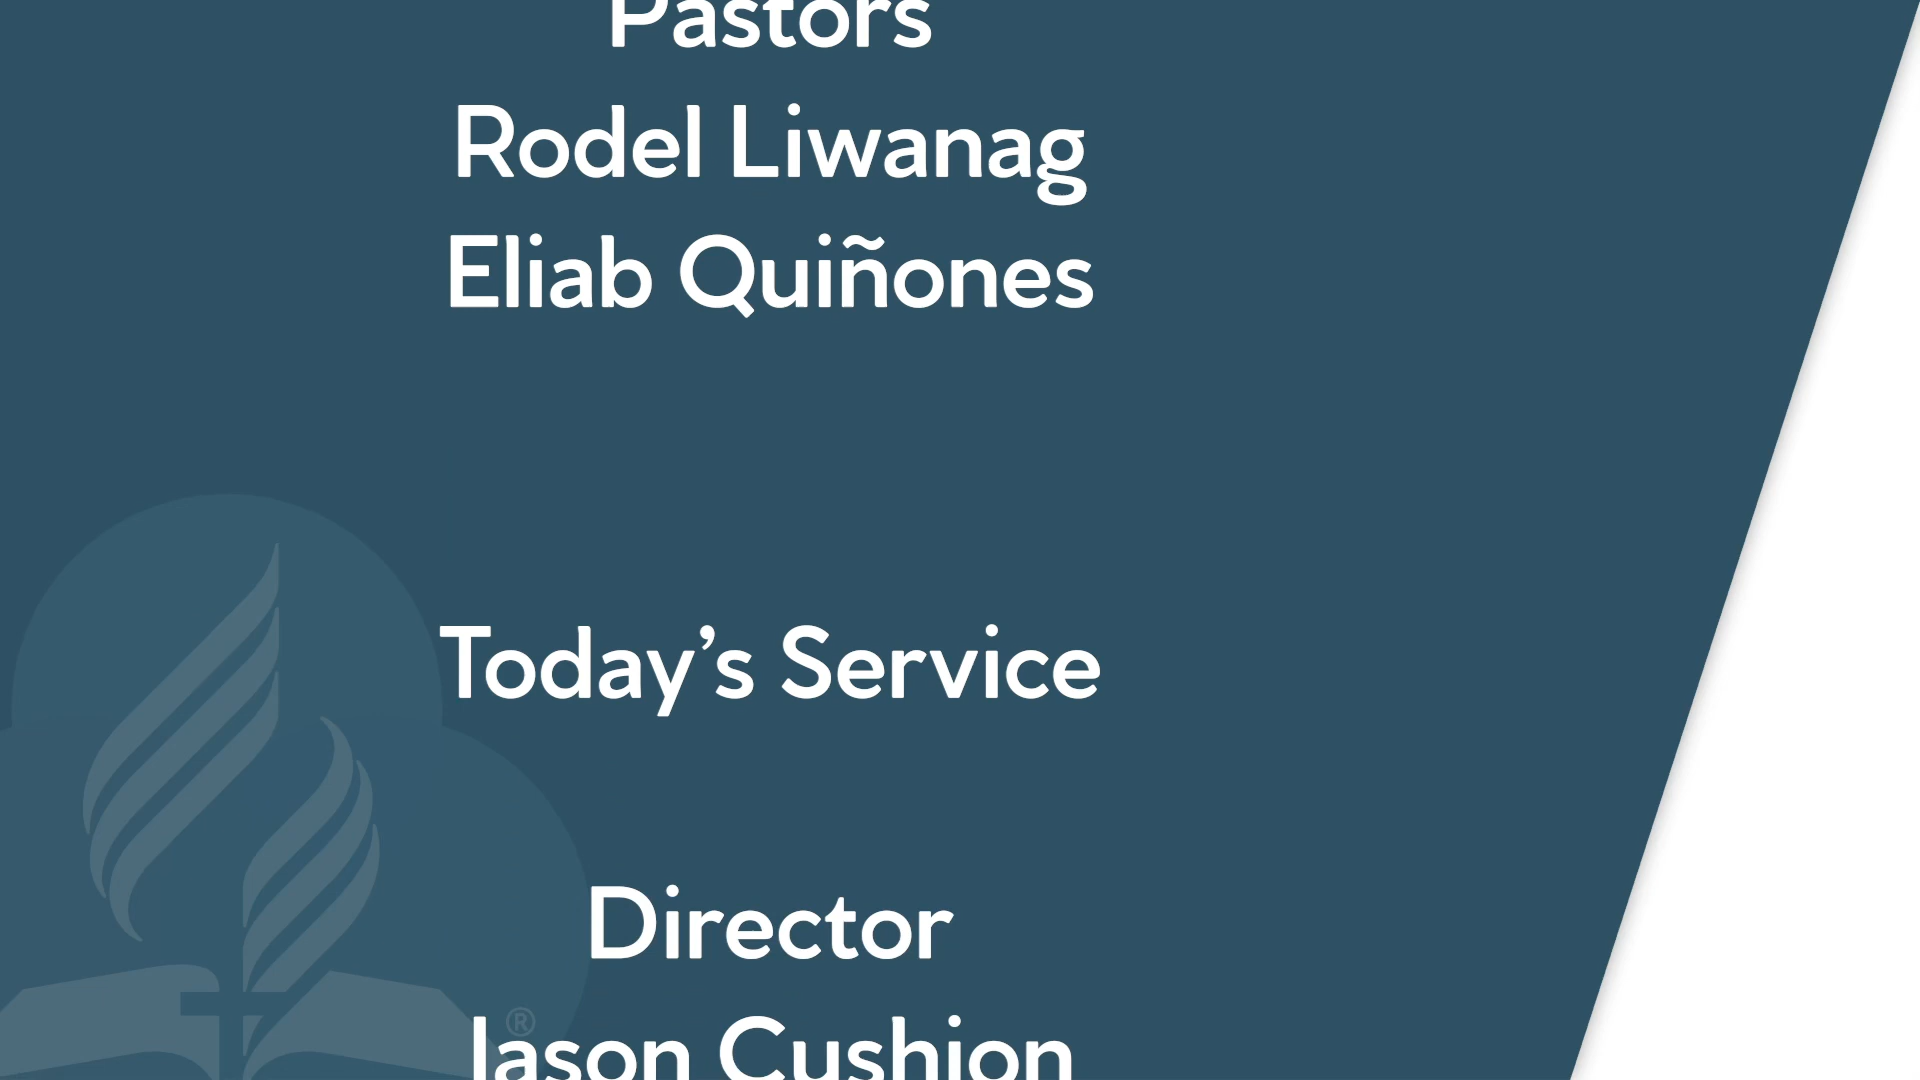 Pastors
Rodel Liwanag
Eliab Quiñones
Today’s Service
Director
Jason Cushion
®